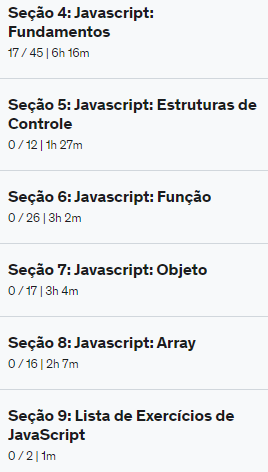 Seção 4: Javascript:
Fundamentos
17 / 45 | 6h 16m
Seção 5: Javascript: Estruturas de
Controle
0 / 12 | 1h 27m
Seção 6: Javascript: Função
0 / 26 | 3h 2m
Seção 7: Javascript: Objeto
0 / 17 | 3h 4m
Seção 8: Javascript: Array
0 / 16 | 2h 7m
Seção 9: Lista de Exercícios de
JavaScript
0 / 2 | 1m